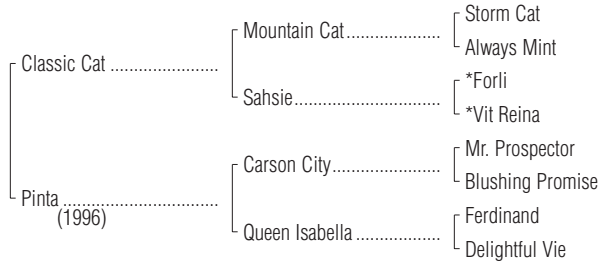 Storm Cat
Mountain Cat....................
Always Mint
Classic Cat .......................
*Forli
Sahsie...............................
*Vit Reina
Mr. Prospector
Carson City.......................
Blushing Promise
Pinta ...........................
(1996)
Ferdinand
Queen Isabella .................
Delightful Vie